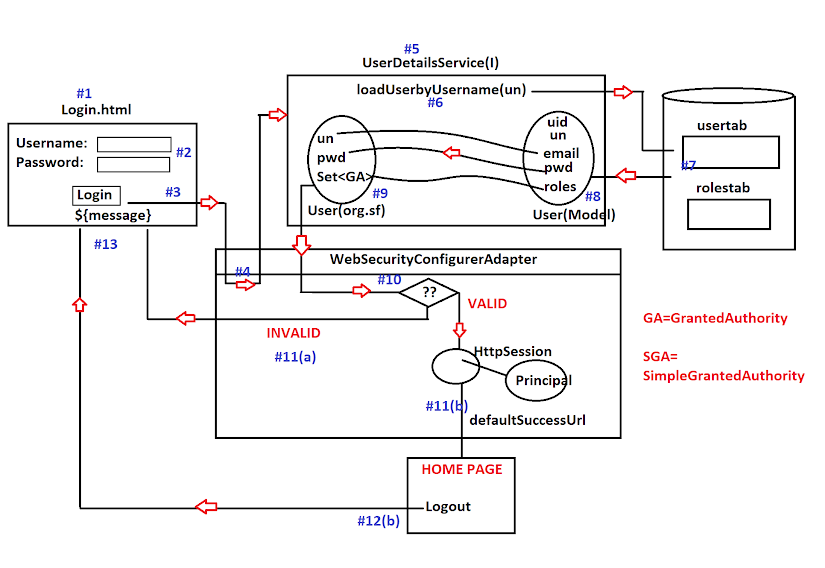 #5
UserDetailsService(I)
#1
Login.html
loadUserbyUsername(un)
#6
Username:
Password:
#2
Login
#3
${message}
#13
un
pwd
Set<GA>
#9
User(org.sf)
uid
un
email
pwd
roles
#8
User(Model)
usertab
#7
rolestab
#4
WebSecurityConfigurerAdapter
#10
??
VALID
INVALID
#11(a)
HttpSession
Principal
#11(b)
defaultSuccessUrl
GA=GrantedAuthority
SGA=
SimpleGrantedAuthority
HOME PAGE
Logout
#12(b)